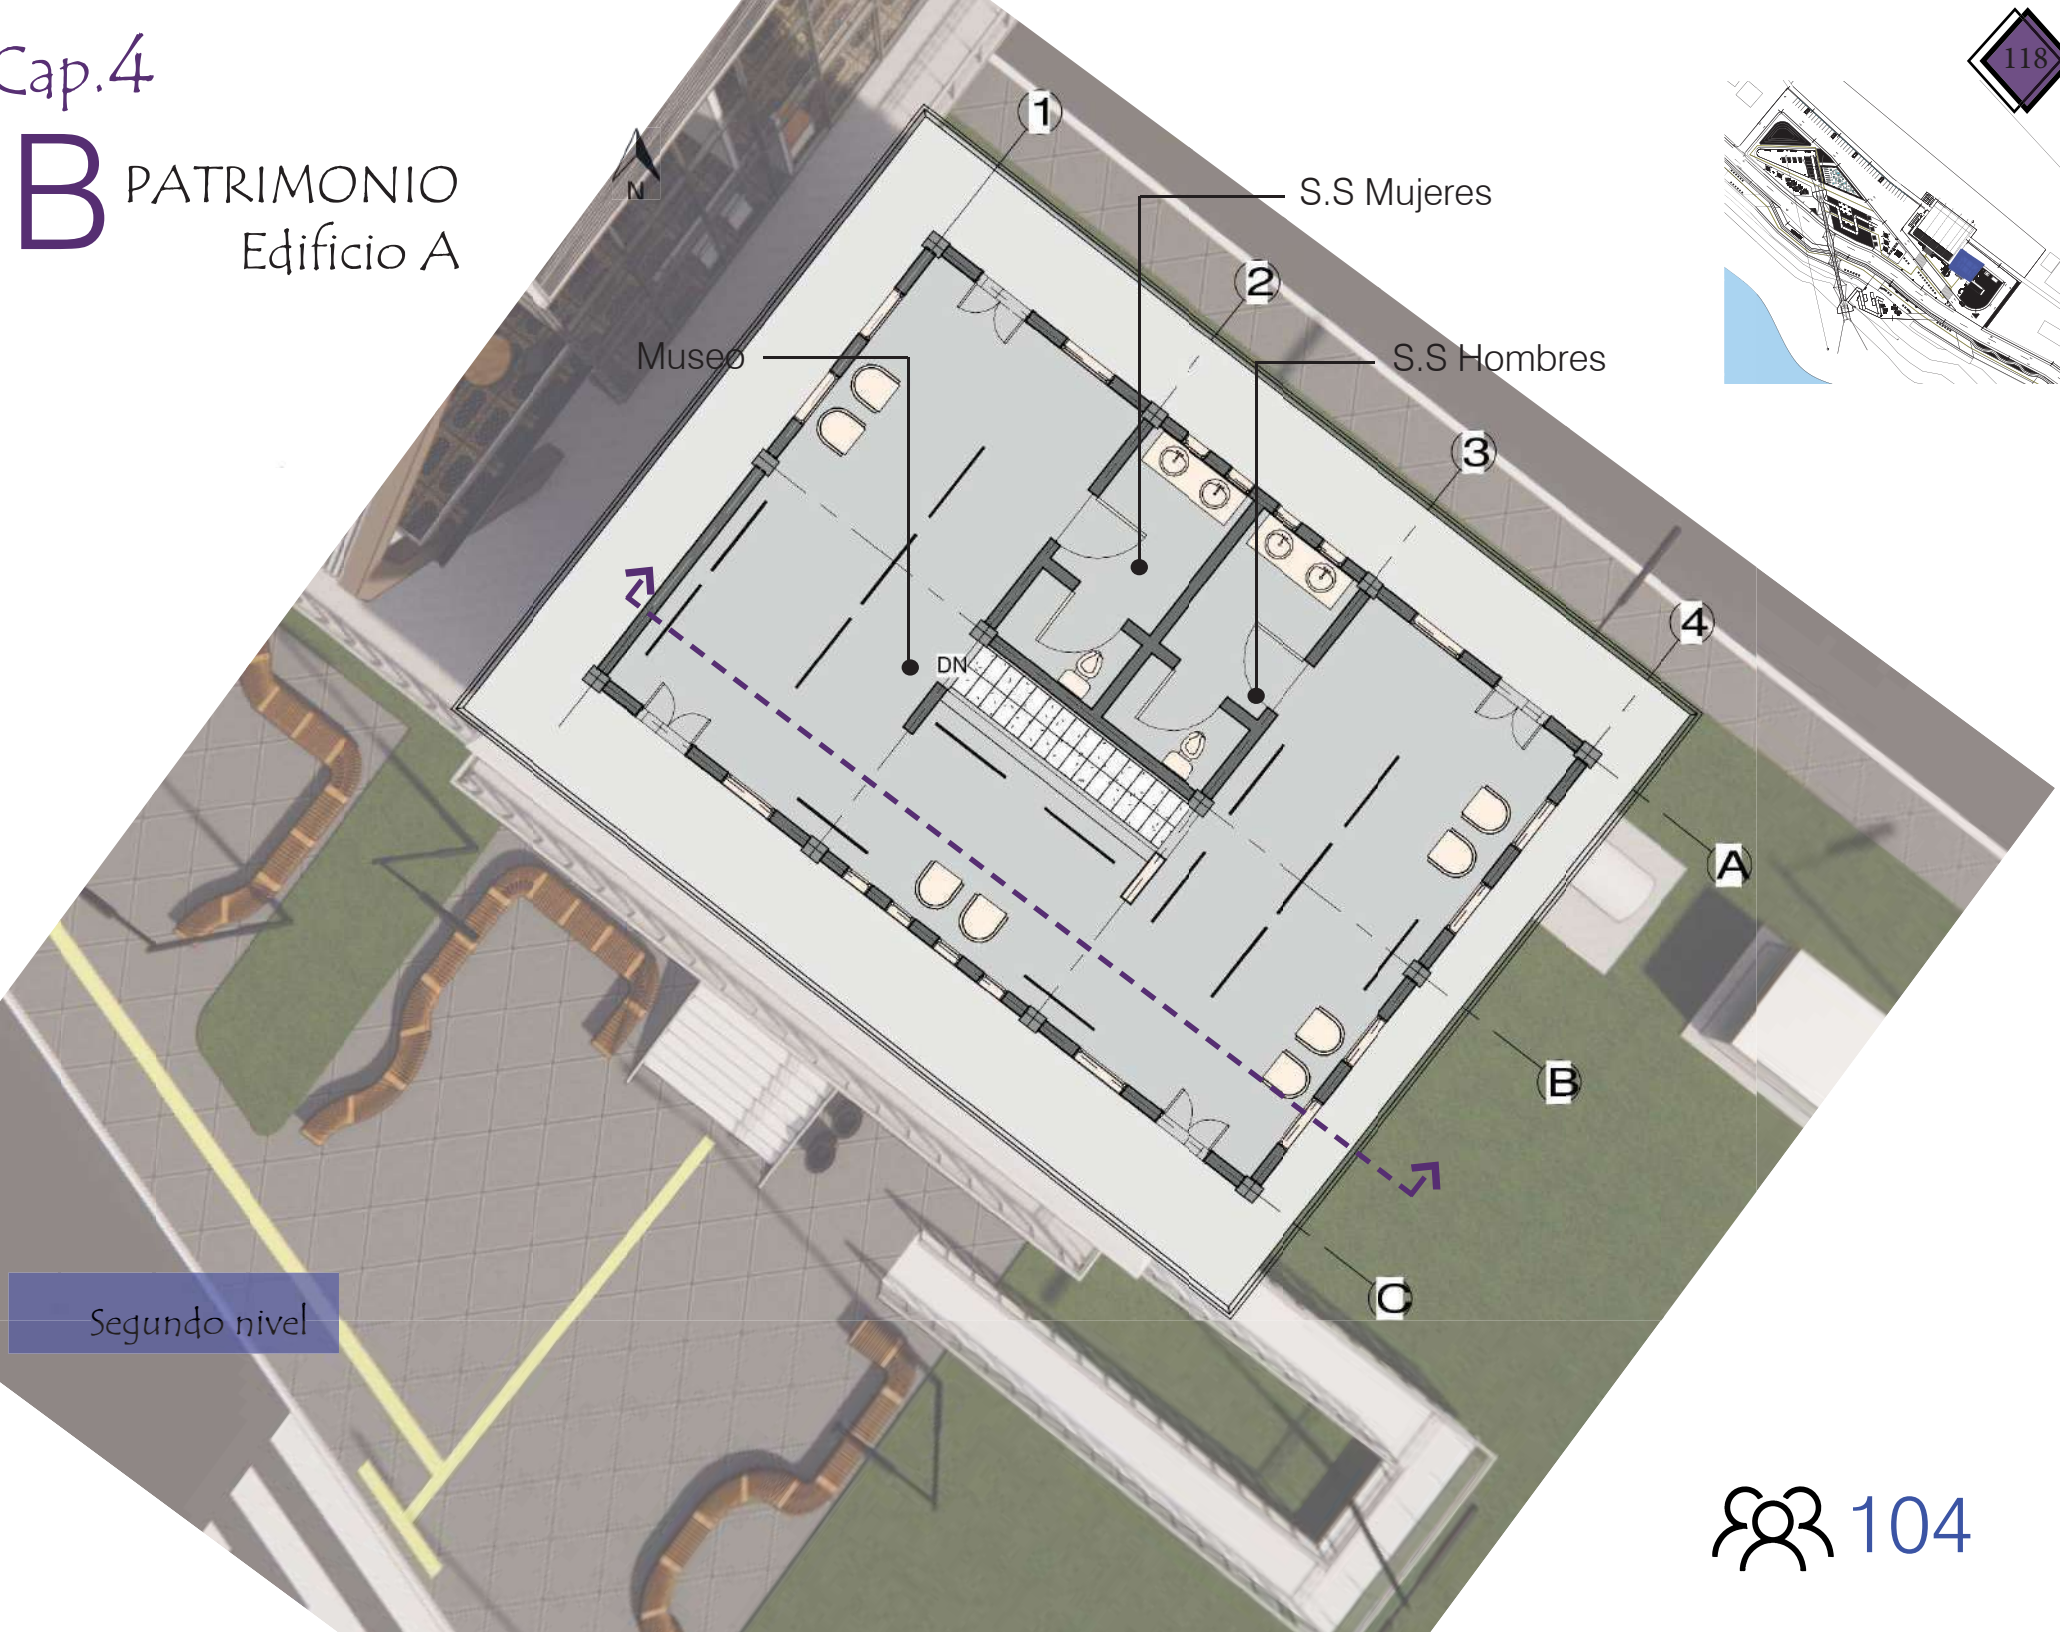 Cap.4
118
B PATRIMONIO
Edificio A
N
1
S.S Mujeres
2
Museo
S.S Hombres
3
4
DN
A
B
C
Segundo nivel
104